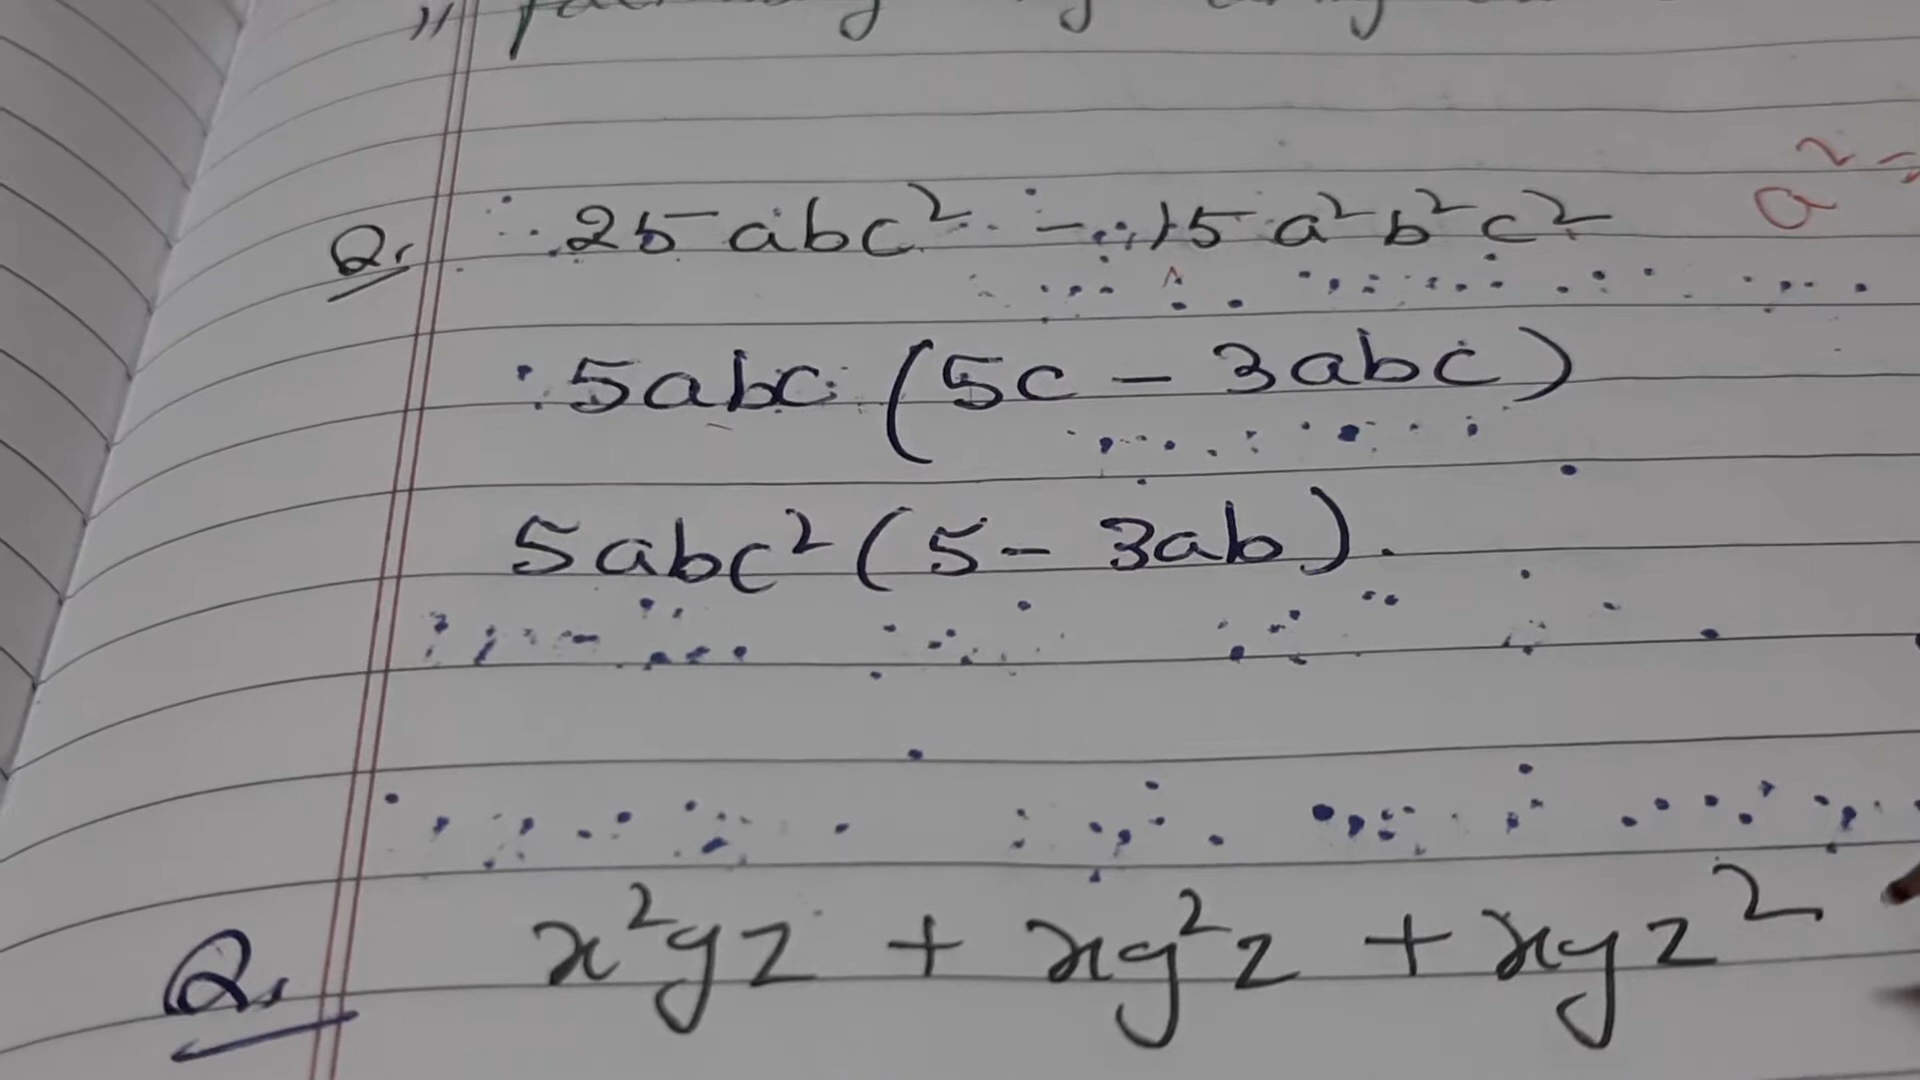 Q. 25abc² - 15a²b²c²
5abc (5c - 3abc)
5abc² (5 - 3ab).
Q. x²yz + xy²z + xyz²